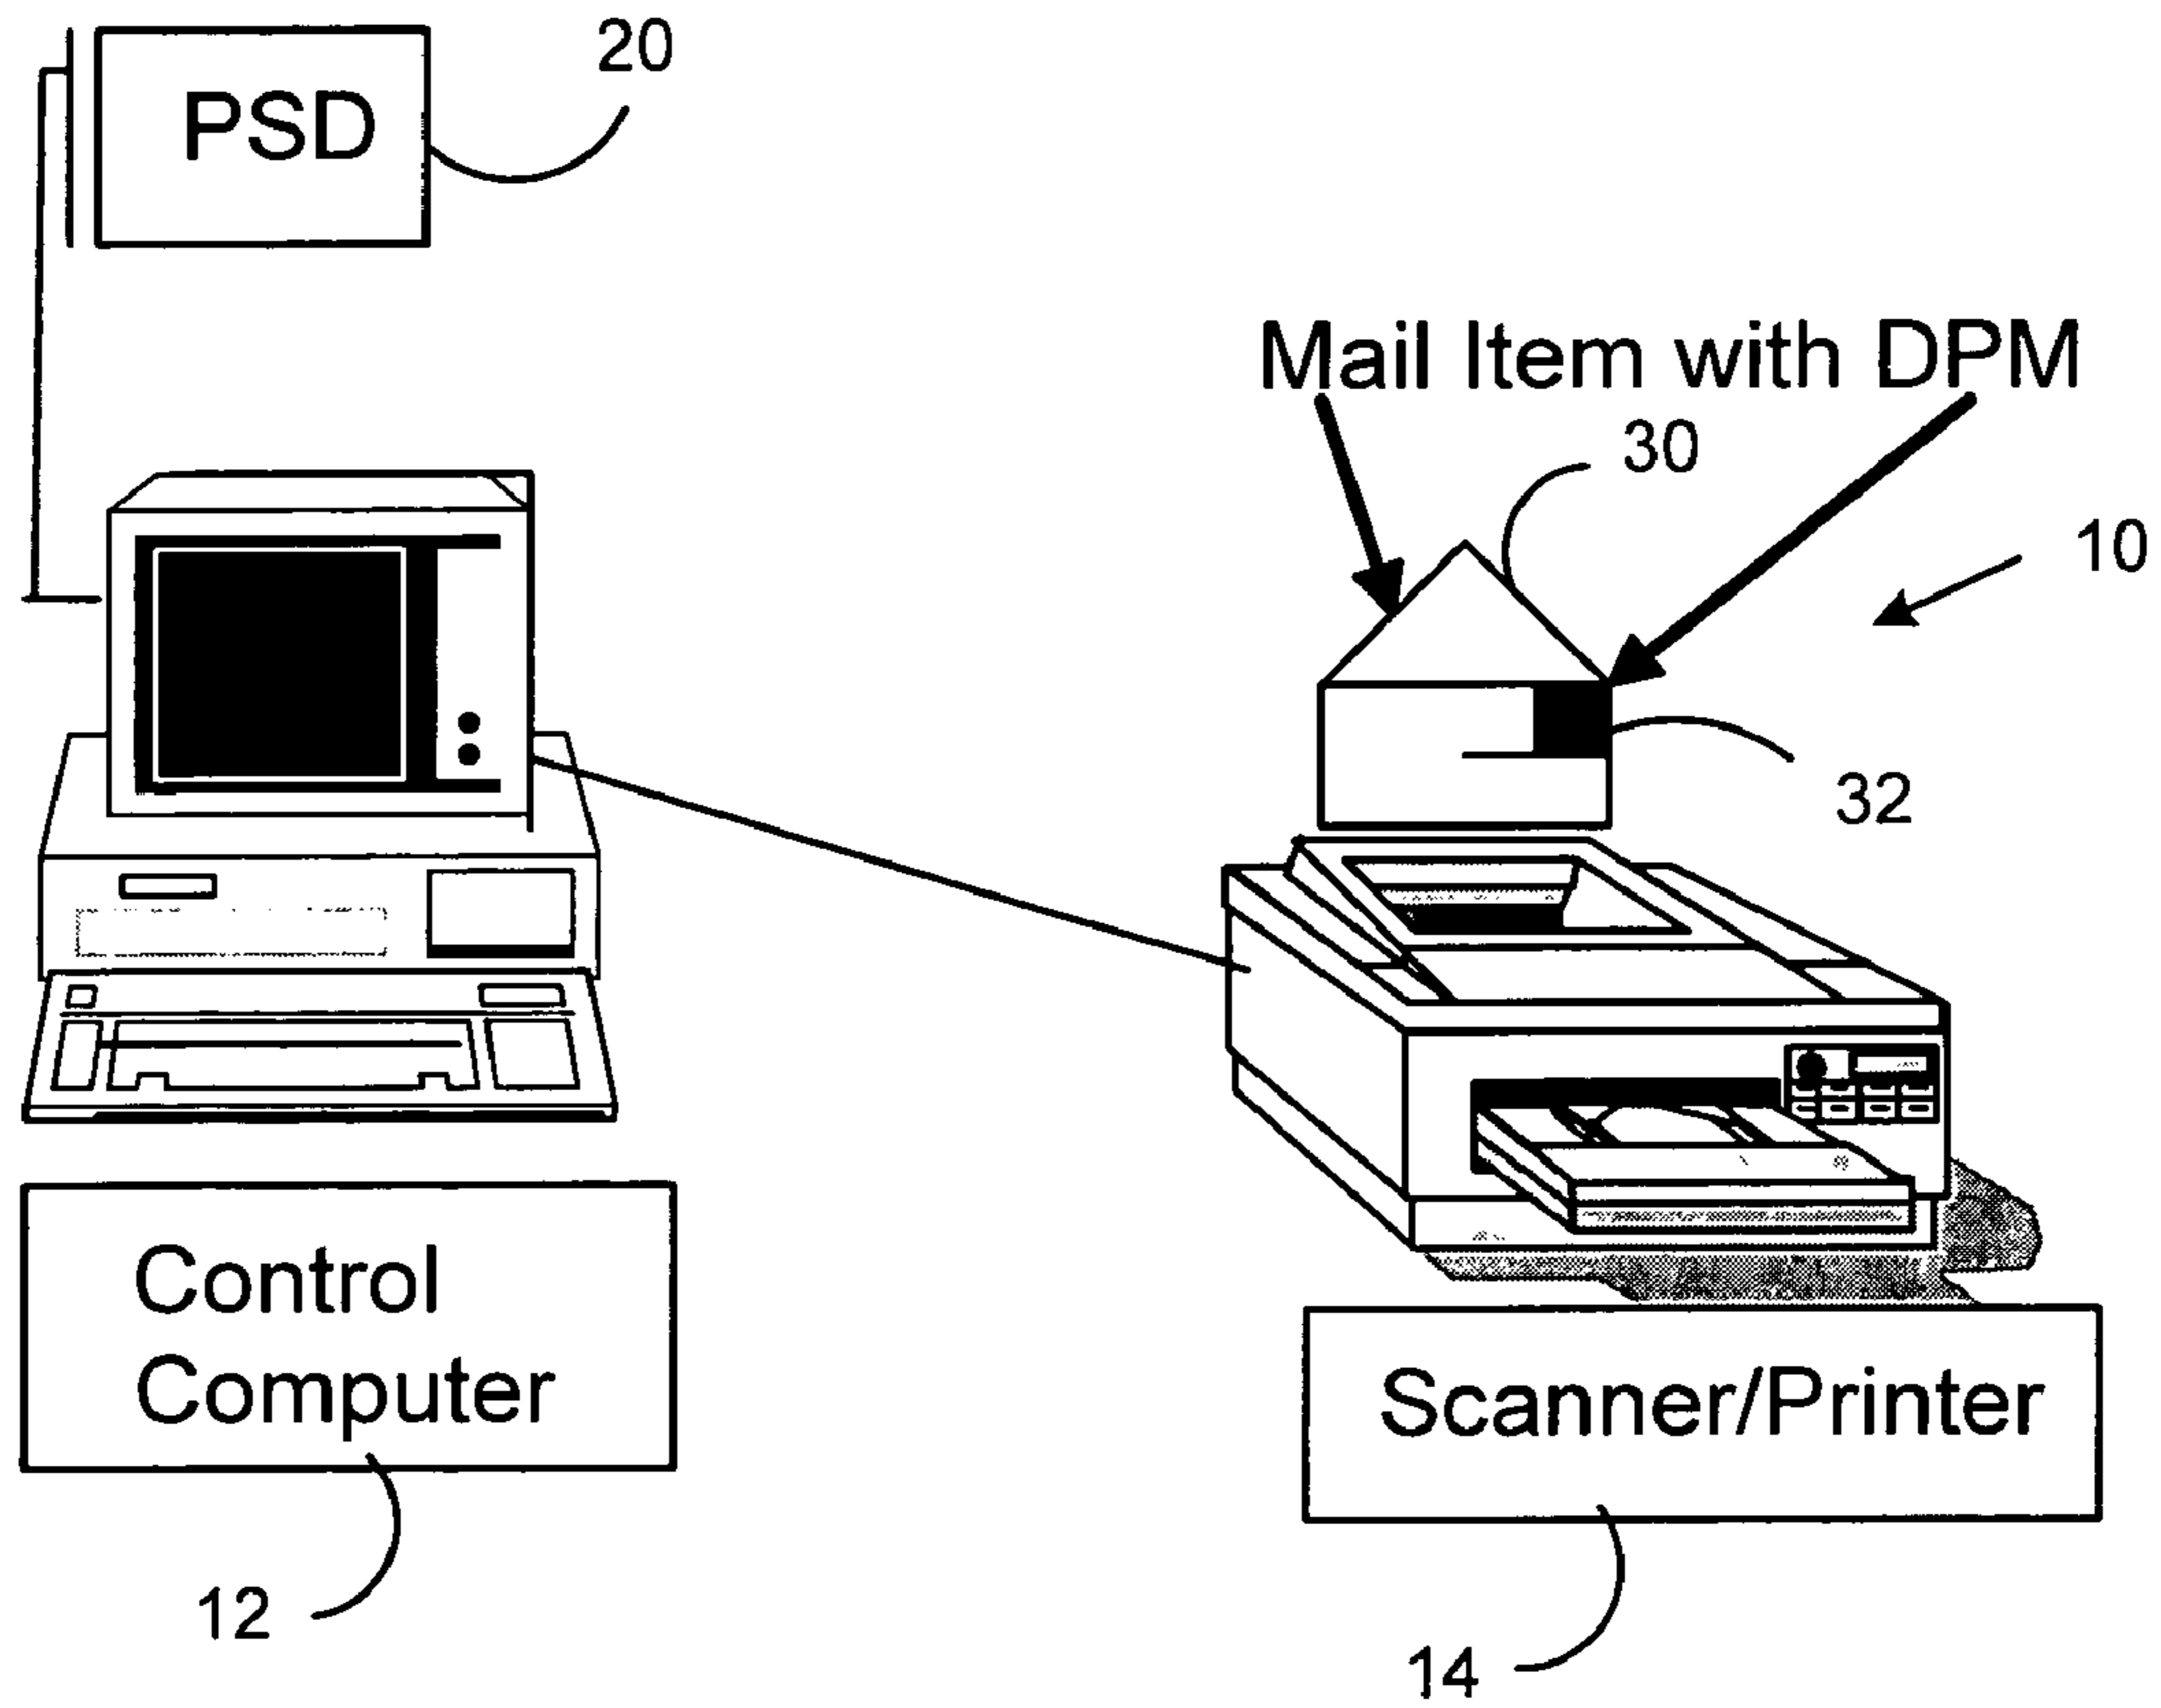 20
PSD
Mail Item with DPM
30
10
32
Control
Computer
Scanner/Printer
12
14